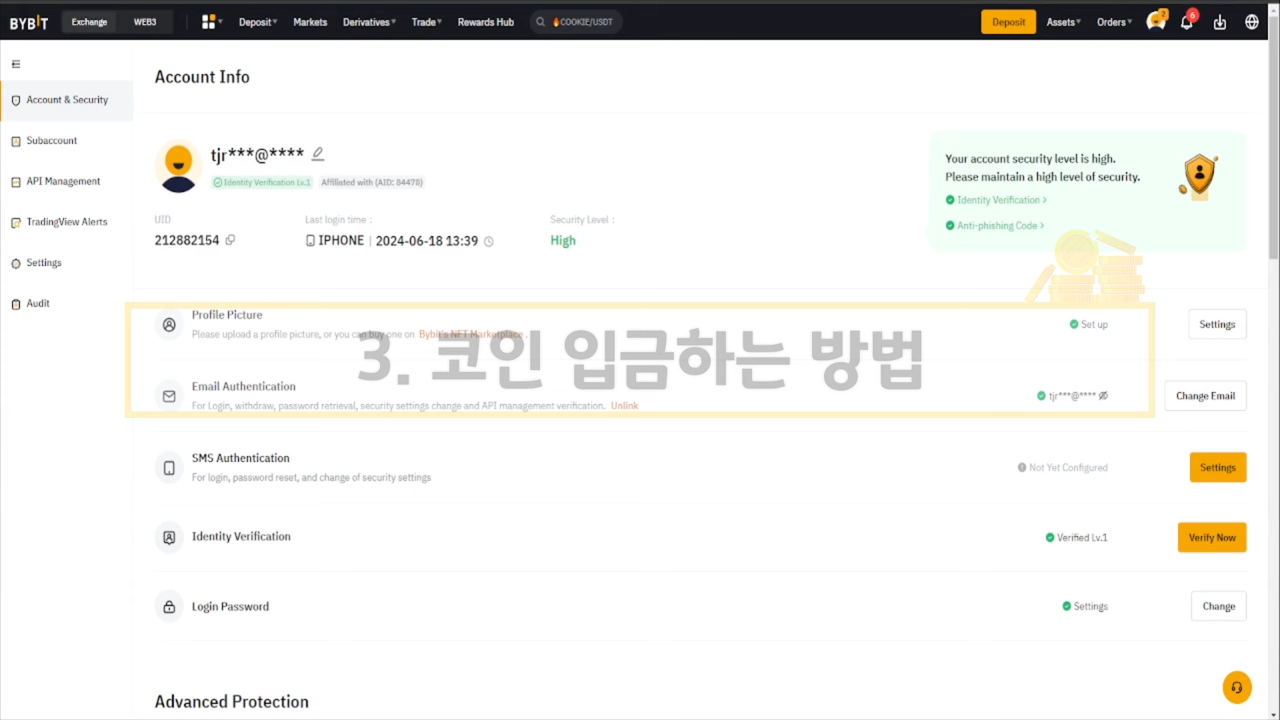 BYBIT Exchange WEB3 Deposit Markets Derivatives Trade Rewards Hub 🔥COOKIE/USDT Deposit Assets Orders 2 6
Account & Security
Subaccount
API Management
TradingView Alerts
Settings
Audit
Account Info
tjr***@****
Identity Verification Lv.1 Affiliated with (AID: 84478)
UID
212882154
Last login time :
IPHONE | 2024-06-18 13:39
Security Level :
High
Your account security level is high.
Please maintain a high level of security.
Identity Verification >
Anti-phishing Code >
3. 코인 입금하는 방법
Profile Picture
Please upload a profile picture, or you can buy one on Bybit's NFT Marketplace .
Set up
Settings
Email Authentication
For Login, withdraw, password retrieval, security settings change and API management verification. Unlink
tjr***@****
Change Email
SMS Authentication
For login, password reset, and change of security settings
Not Yet Configured
Settings
Identity Verification
Verified Lv.1
Verify Now
Login Password
Settings
Change
Advanced Protection